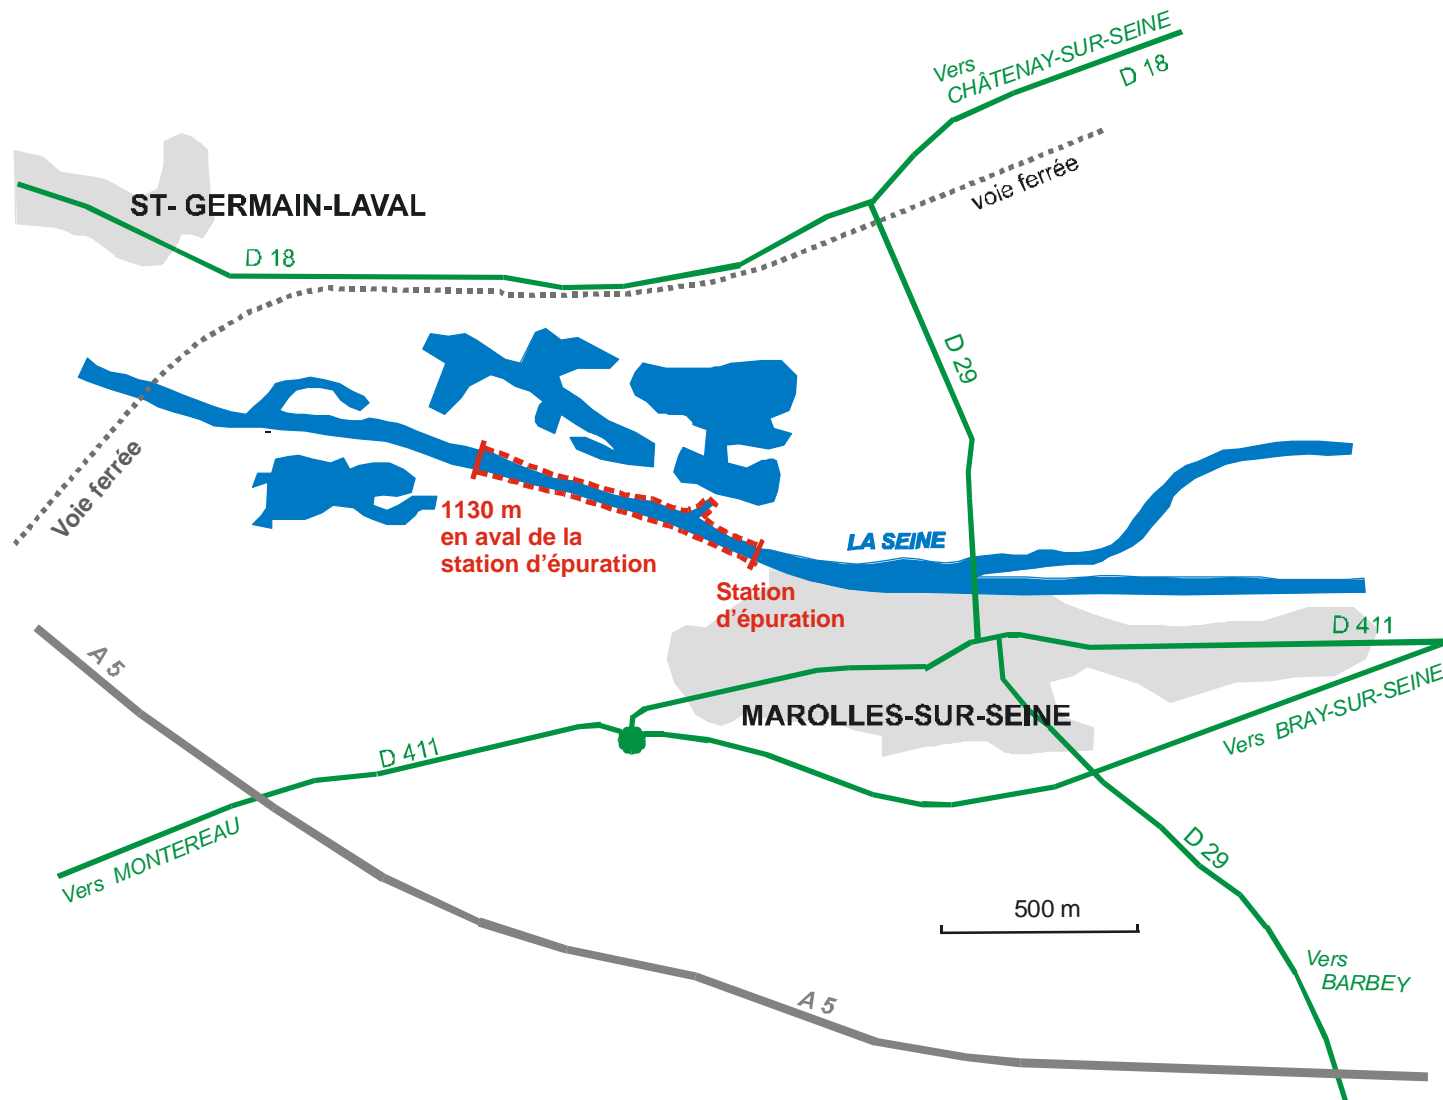 Vers
CHÂTENAY-SUR-SEINE
D 18
voie ferrée
ST- GERMAIN-LAVAL
D 18
D 29
Voie ferrée
1130 m
en aval de la
station d'épuration
LA SEINE
Station
d'épuration
D 411
MAROLLES-SUR-SEINE
Vers BRAY-SUR-SEINE
A 5
D 411
Vers MONTEREAU
D 29
500 m
Vers
BARBEY
A 5